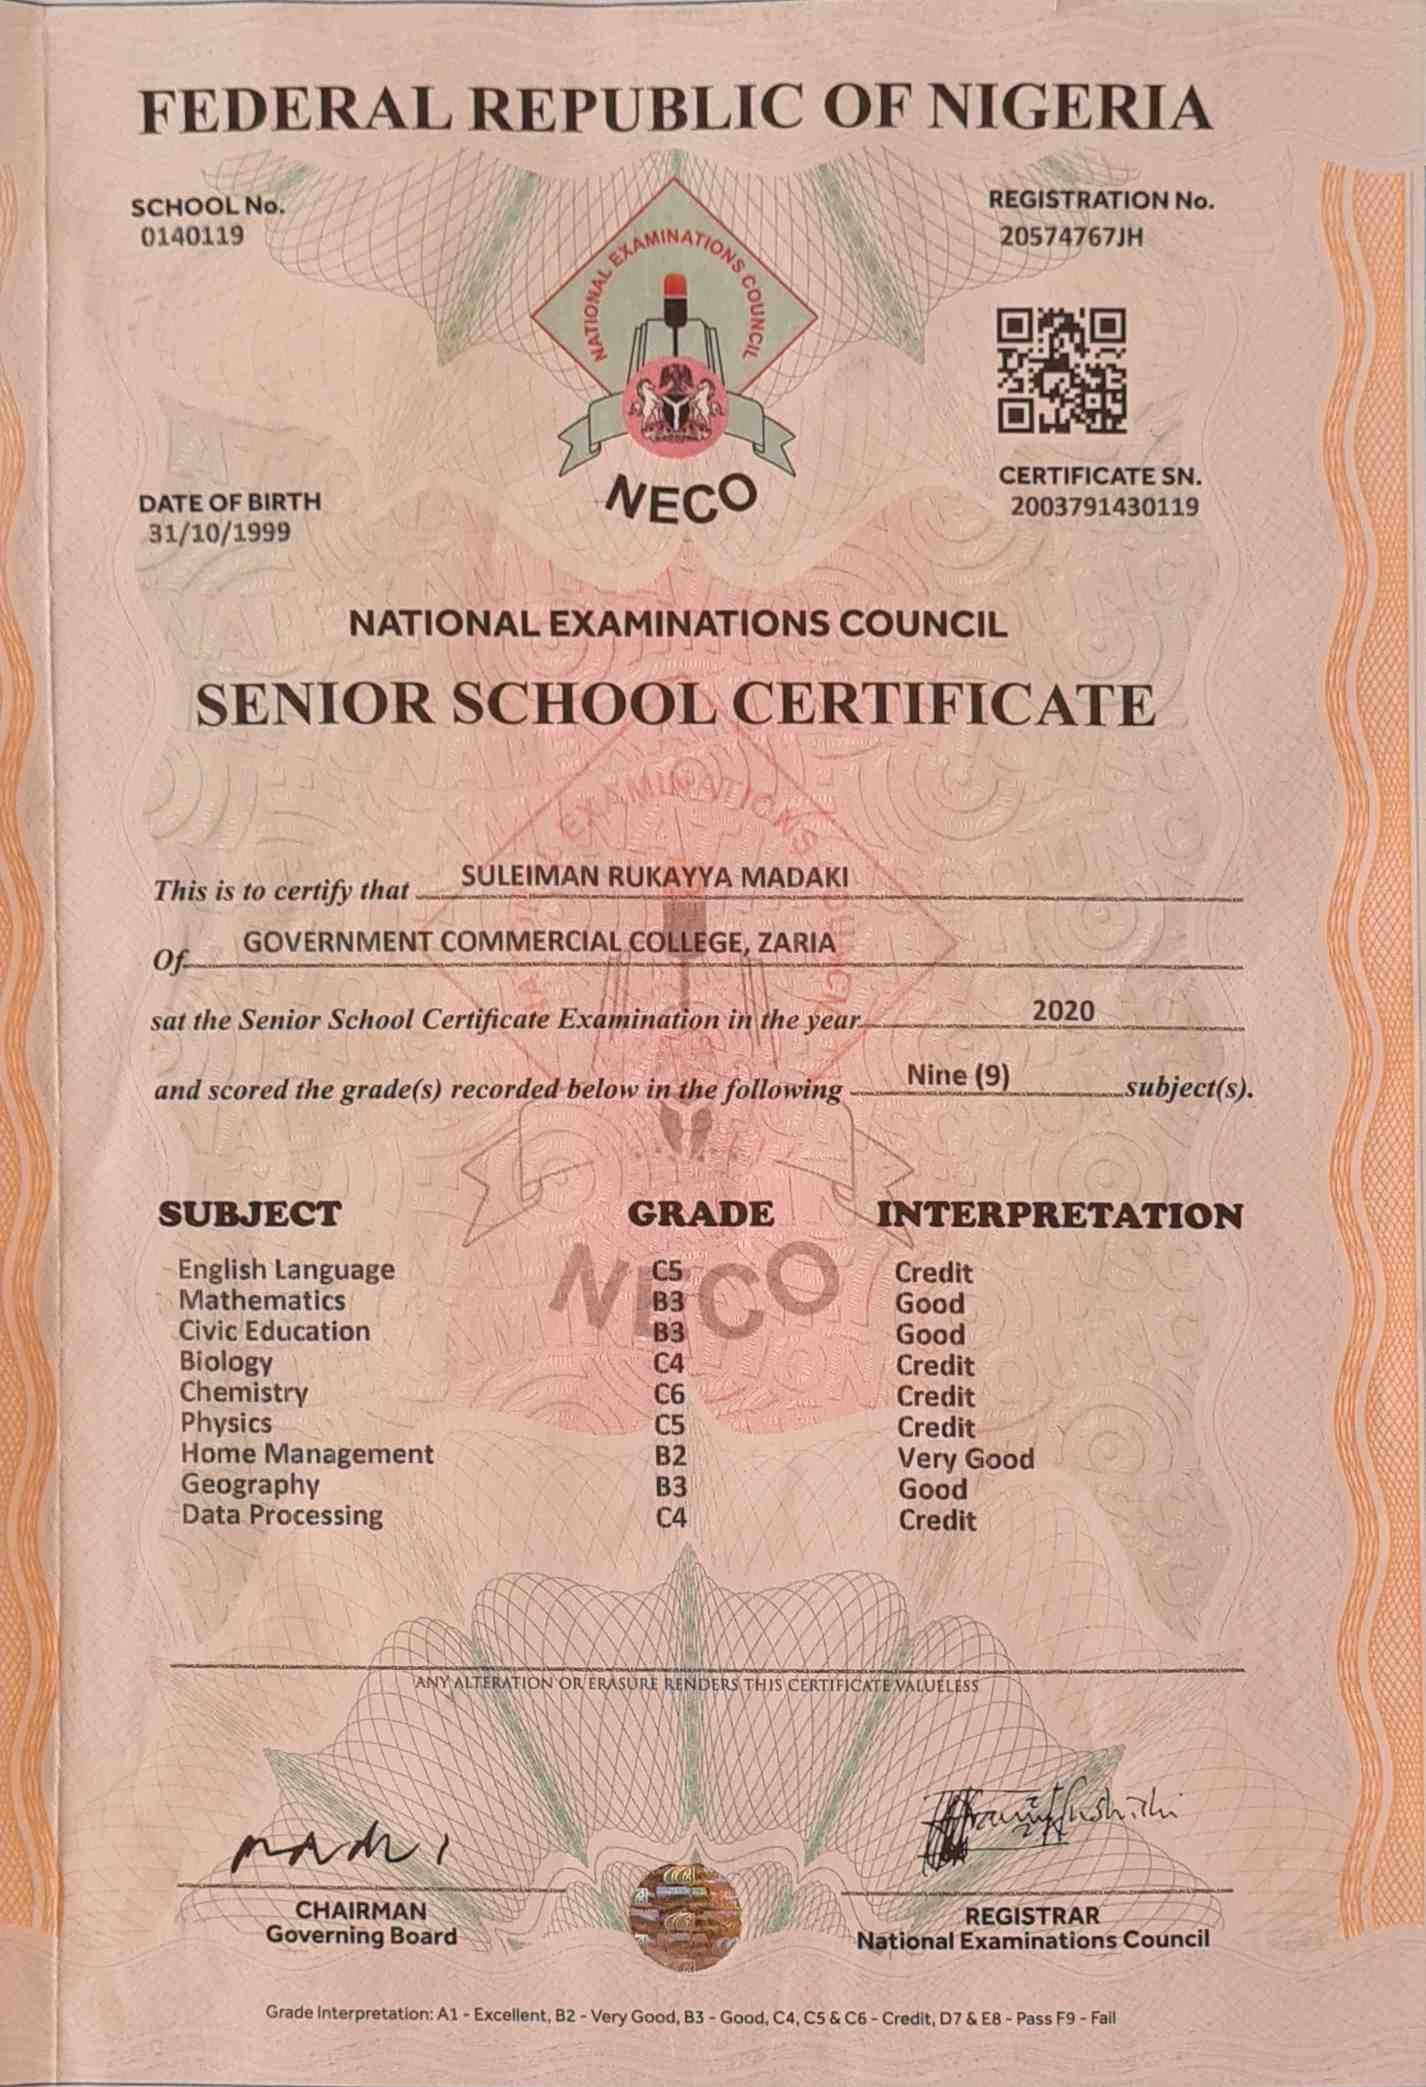 FEDERAL REPUBLIC OF NIGERIA
SCHOOL No.
0140119
REGISTRATION No.
20574767JH
NATIONAL EXAMINATIONS COUNCIL
NECO
CERTIFICATE SN.
2003791430119
DATE OF BIRTH
31/10/1999
NATIONAL EXAMINATIONS COUNCIL
SENIOR SCHOOL CERTIFICATE
This is to certify that SULEIMAN RUKAYYA MADAKI
Of GOVERNMENT COMMERCIAL COLLEGE, ZARIA
sat the Senior School Certificate Examination in the year 2020
and scored the grade(s) recorded below in the following Nine (9) subject(s).
SUBJECT GRADE INTERPRETATION
English Language C5 Credit
Mathematics B3 Good
Civic Education B3 Good
Biology C4 Credit
Chemistry C6 Credit
Physics C5 Credit
Home Management B2 Very Good
Geography B3 Good
Data Processing C4 Credit
NECO
ANY ALTERATION OR ERASURE RENDERS THIS CERTIFICATE VALUELESS
CHAIRMAN
Governing Board
REGISTRAR
National Examinations Council
Grade Interpretation: A1 - Excellent, B2 - Very Good, B3 - Good, C4, C5 & C6 - Credit, D7 & E8 - Pass F9 - Fail